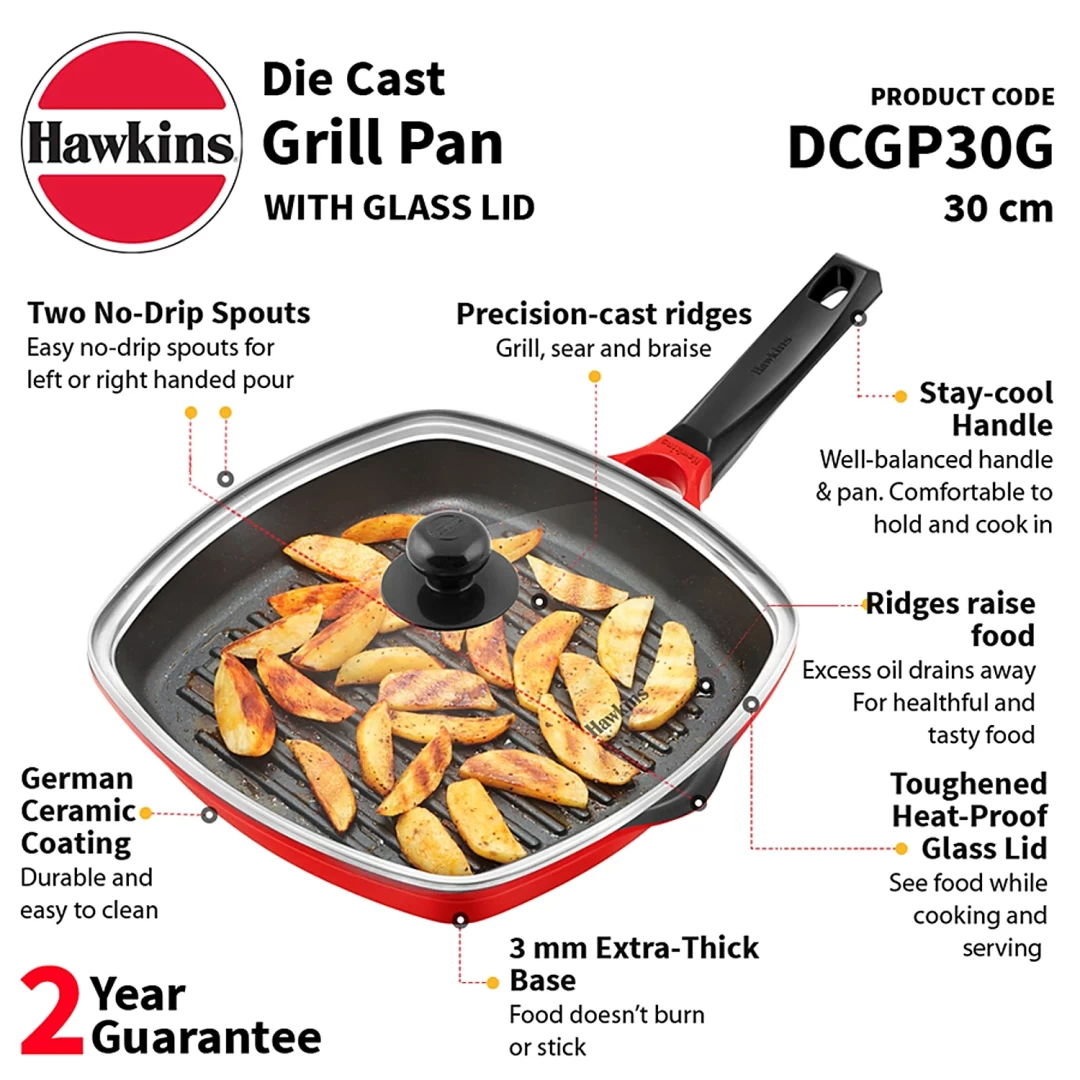 Hawkins
Die Cast
Grill Pan
WITH GLASS LID
PRODUCT CODE
DCGP30G
30 cm
Two No-Drip Spouts
Easy no-drip spouts for
left or right handed pour
Precision-cast ridges
Grill, sear and braise
Hawkins
Hawkins
Stay-cool
Handle
Well-balanced handle
& pan. Comfortable to
hold and cook in
Ridges raise
food
Excess oil drains away
For healthful and
tasty food
Hawkins
German
Ceramic
Coating
Durable and
easy to clean
Toughened
Heat-Proof
Glass Lid
See food while
cooking and
serving
3 mm Extra-Thick
Base
Food doesn't burn
or stick
2 Year
Guarantee